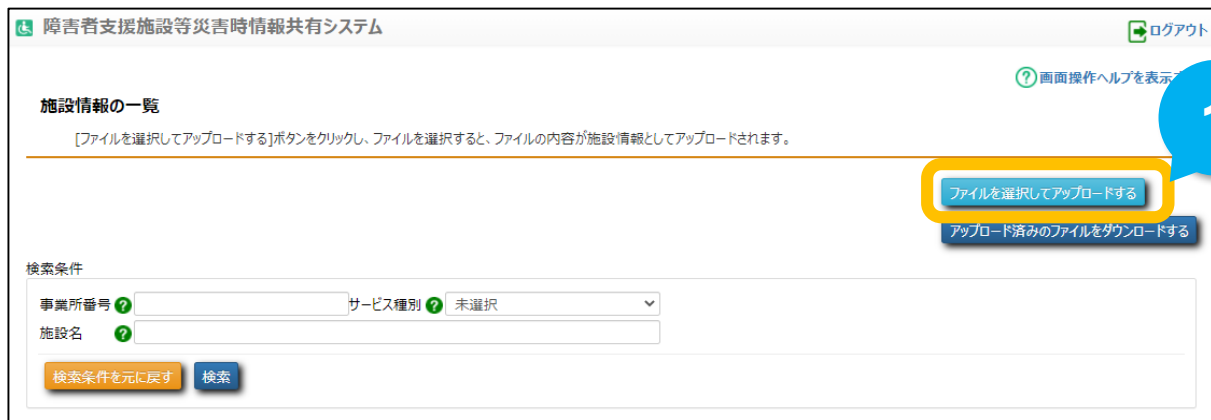 障害者支援施設等災害時情報共有システム
ログアウト
画面操作ヘルプを表示
施設情報の一覧
[ファイルを選択してアップロードする]ボタンをクリックし、ファイルを選択すると、ファイルの内容が施設情報としてアップロードされます。
ファイルを選択してアップロードする
アップロード済みのファイルをダウンロードする
検索条件
事業所番号 サービス種別 未選択
施設名
検索条件を元に戻す 検索